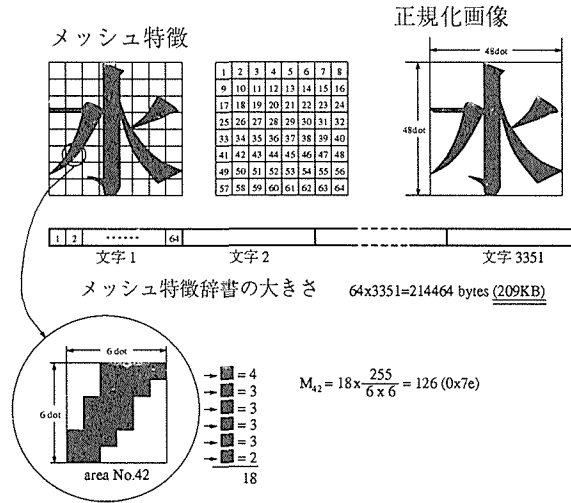 メッシュ特徴
正規化画像
48dot
48dot
1 2 3 4 5 6 7 8
9 10 11 12 13 14 15 16
17 18 19 20 21 22 23 24
25 26 27 28 29 30 31 32
33 34 35 36 37 38 39 40
41 42 43 44 45 46 47 48
49 50 51 52 53 54 55 56
57 58 59 60 61 62 63 64
水
水
1 2 ...... 64
文字 1 文字 2 文字 3351
メッシュ特徴辞書の大きさ 64x3351=214464 bytes (209KB)
6 dot
6 dot
area No.42
= 4
= 3
= 3
= 3
= 3
= 2
18
M42 = 18 x 255 / 6 x 6 = 126 (0x7e)